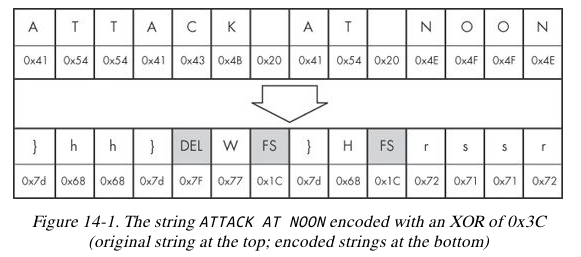 A T T A C K A T N O O N
0x41 0x54 0x54 0x41 0x43 0x4B 0x20 0x41 0x54 0x20 0x4E 0x4F 0x4F 0x4E
} h h } DEL W FS } H FS r s s r
0x7d 0x68 0x68 0x7d 0x7F 0x77 0x1C 0x7d 0x68 0x1C 0x72 0x71 0x71 0x72
Figure 14-1. The string ATTACK AT NOON encoded with an XOR of 0x3C
(original string at the top; encoded strings at the bottom)